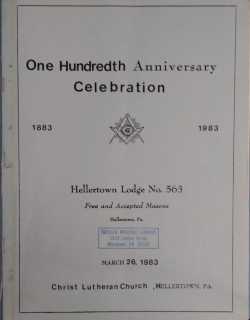 One Hundredth Anniversary
Celebration
1883 1983
G
Hellertown Lodge No. 563
Free and Accepted Masons
Hellertown, Pa.
MARCH 26, 1983
Christ Lutheran Church, HELLERTOWN, PA.